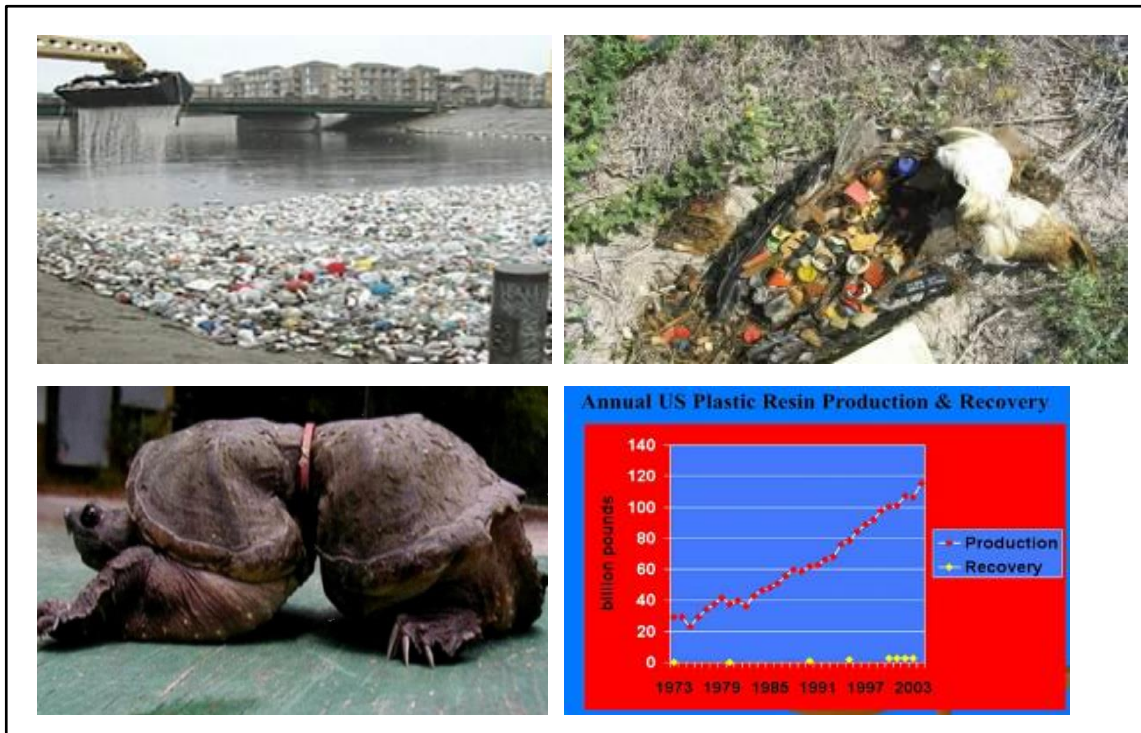 Annual US Plastic Resin Production & Recovery
140
120
100
80
60
40
20
0
billion pounds
1973 1979 1985 1991 1997 2003
Production
Recovery